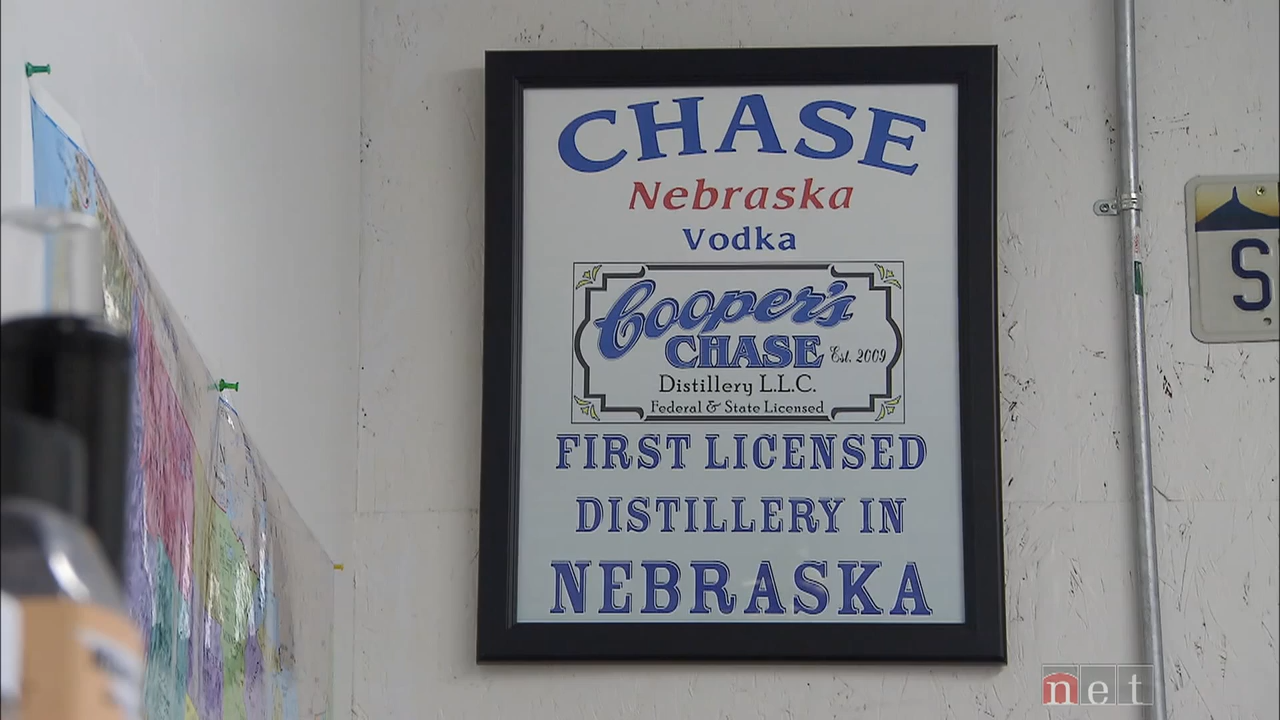 CHASE
Nebraska
Vodka
Cooper's
CHASE Est. 2009
Distillery L.L.C.
Federal & State Licensed
FIRST LICENSED
DISTILLERY IN
NEBRASKA
S
net